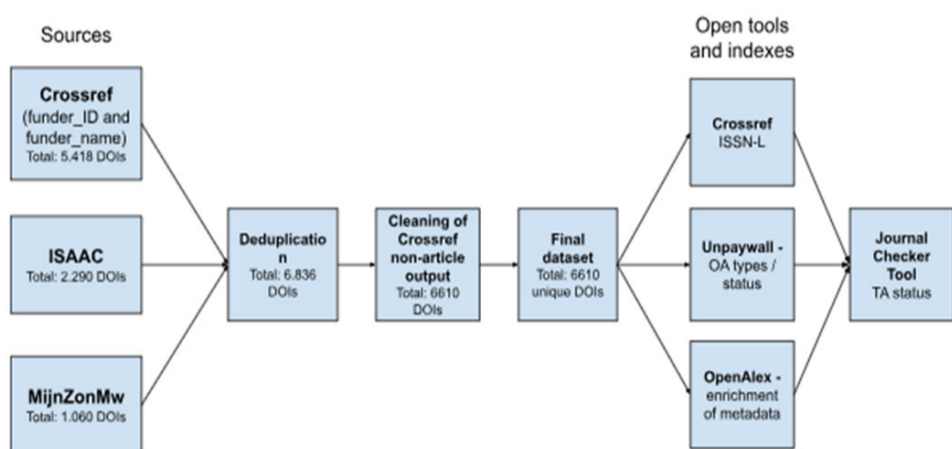 Sources
Crossref
(funder_ID and
funder_name)
Total: 5.418 DOIs
ISAAC
Total: 2.290 DOIs
MijnZonMw
Total: 1.060 DOIs
Deduplicatio
n
Total: 6.836
DOIs
Cleaning of
Crossref
non-article
output
Total: 6610
DOIs
Final
dataset
Total: 6610
unique DOIs
Open tools
and indexes
Crossref
ISSN-L
Unpaywall -
OA types /
status
OpenAlex -
enrichment
of metadata
Journal
Checker
Tool
TA status